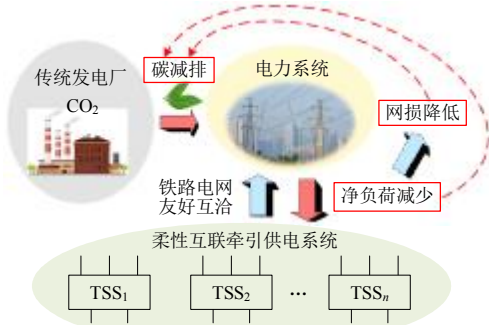 传统发电厂
CO₂
碳减排
电力系统
网损降低
铁路电网
友好互洽
净负荷减少
柔性互联牵引供电系统
TSS₁
TSS₂
···
TSSₙ